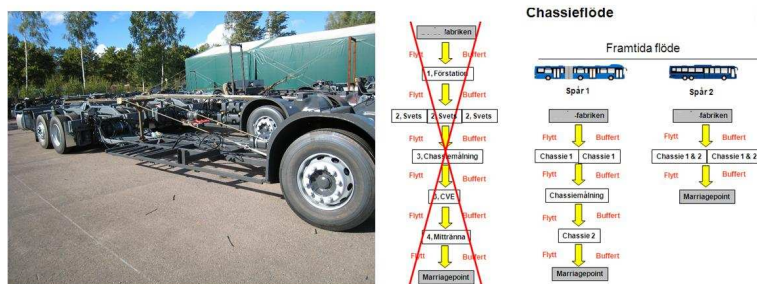 Chassieflöde
Framtida flöde
fabriken
Flytt Buffert
1, Förstation
Flytt Buffert
2, Svets 2, Svets 2, Svets
Flytt Buffert
3, Chassiemålning
Flytt Buffert
CVE
Flytt Buffert
4, Mittränna
Flytt Buffert
Marriagepoint
Spår 1
fabriken
Flytt Buffert
Chassie 1 Chassie 1
Flytt Buffert
Chassiemålning
Flytt Buffert
Chassie 2
Flytt Buffert
Marriagepoint
Spår 2
fabriken
Flytt Buffert
Chassie 1 & 2 Chassie 1 & 2
Flytt Buffert
Marriagepoint